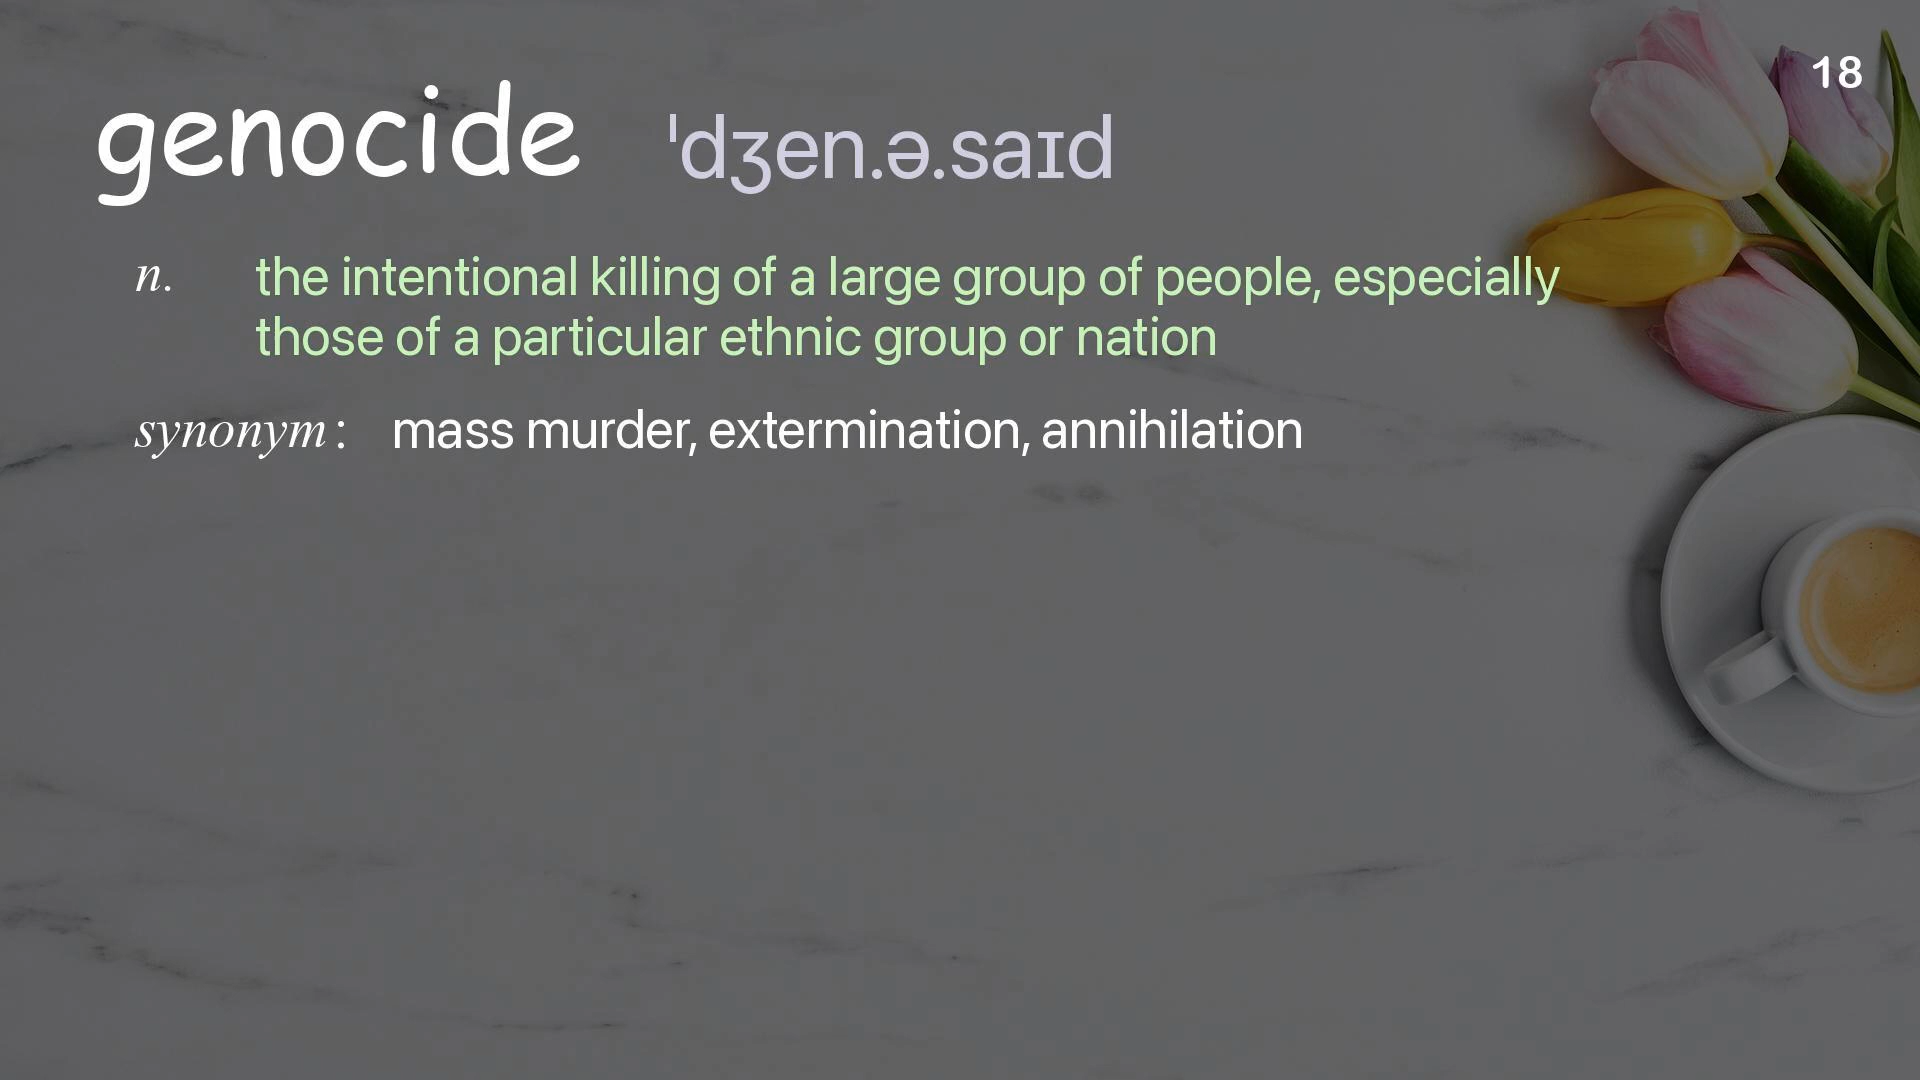 18
genocide ˈdʒen.ə.saɪd
n. the intentional killing of a large group of people, especially
those of a particular ethnic group or nation
synonym: mass murder, extermination, annihilation